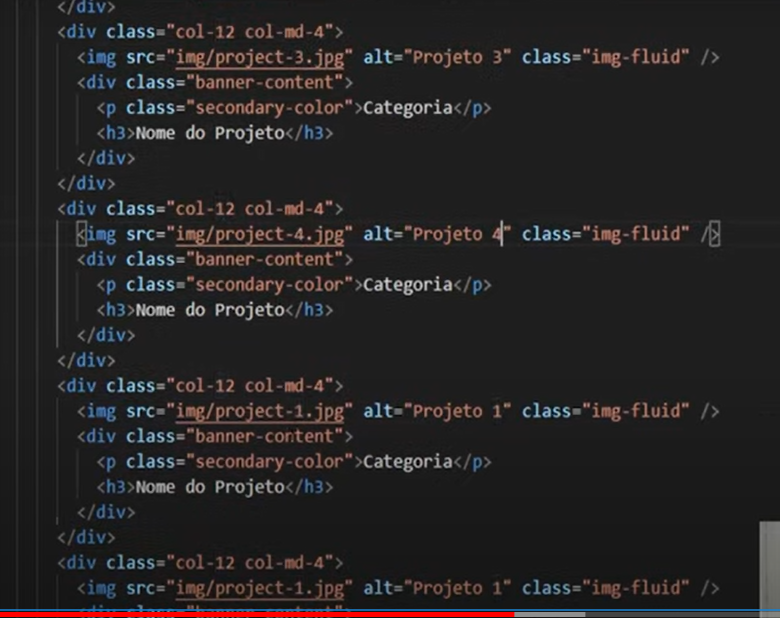 </div>
<div class="col-12 col-md-4">
<img src="img/project-3.jpg" alt="Projeto 3" class="img-fluid" />
<div class="banner-content">
<p class="secondary-color">Categoria</p>
<h3>Nome do Projeto</h3>
</div>
</div>
<div class="col-12 col-md-4">
<img src="img/project-4.jpg" alt="Projeto 4" class="img-fluid" />
<div class="banner-content">
<p class="secondary-color">Categoria</p>
<h3>Nome do Projeto</h3>
</div>
</div>
<div class="col-12 col-md-4">
<img src="img/project-1.jpg" alt="Projeto 1" class="img-fluid" />
<div class="banner-content">
<p class="secondary-color">Categoria</p>
<h3>Nome do Projeto</h3>
</div>
</div>
<div class="col-12 col-md-4">
<img src="img/project-1.jpg" alt="Projeto 1" class="img-fluid" />